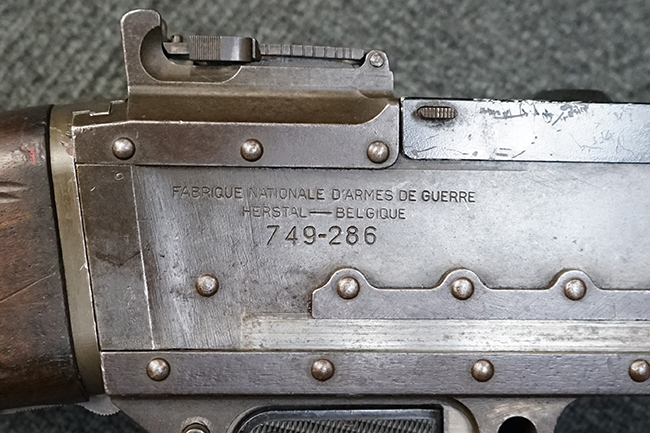 FABRIQUE NATIONALE D'ARMES DE GUERRE
HERSTAL — BELGIQUE
749-286